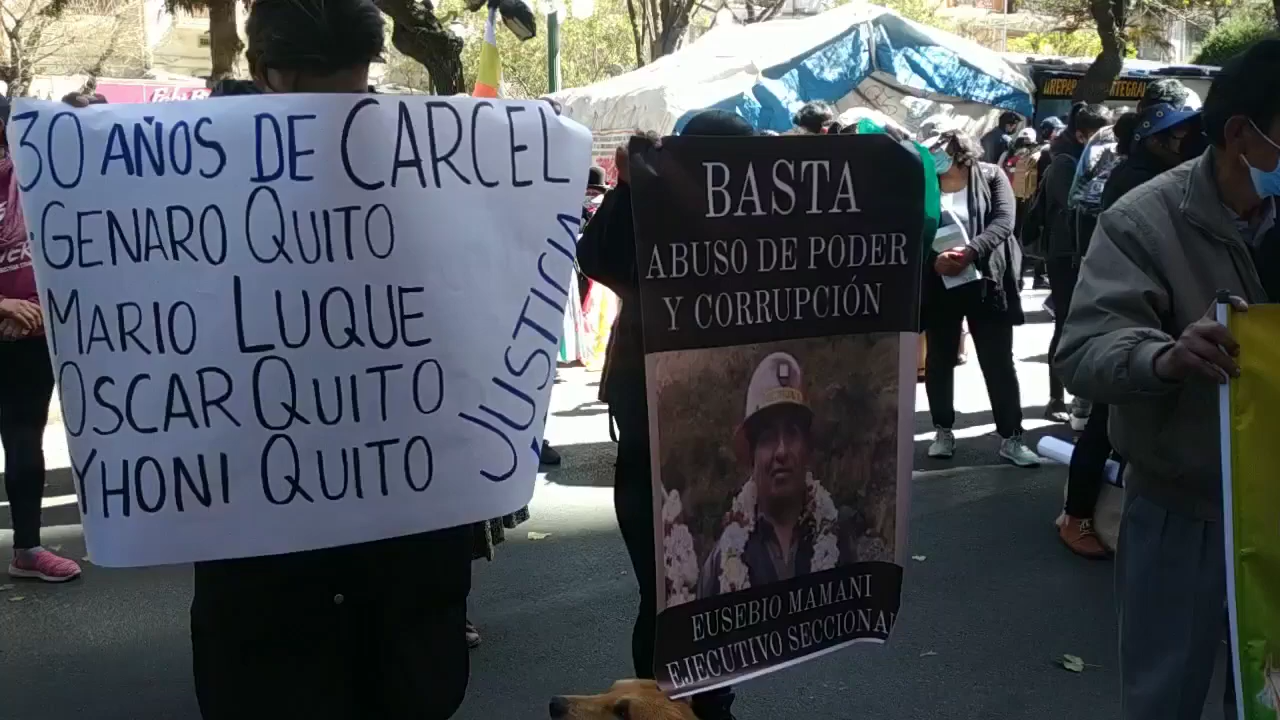 30 AÑOS DE CARCEL
GENARO QUITO
MARIO LUQUE
OSCAR QUITO
YHONI QUITO
JUSTICIA
BASTA
ABUSO DE PODER
Y CORRUPCIÓN
EUSEBIO MAMANI
EJECUTIVO SECCIONAL